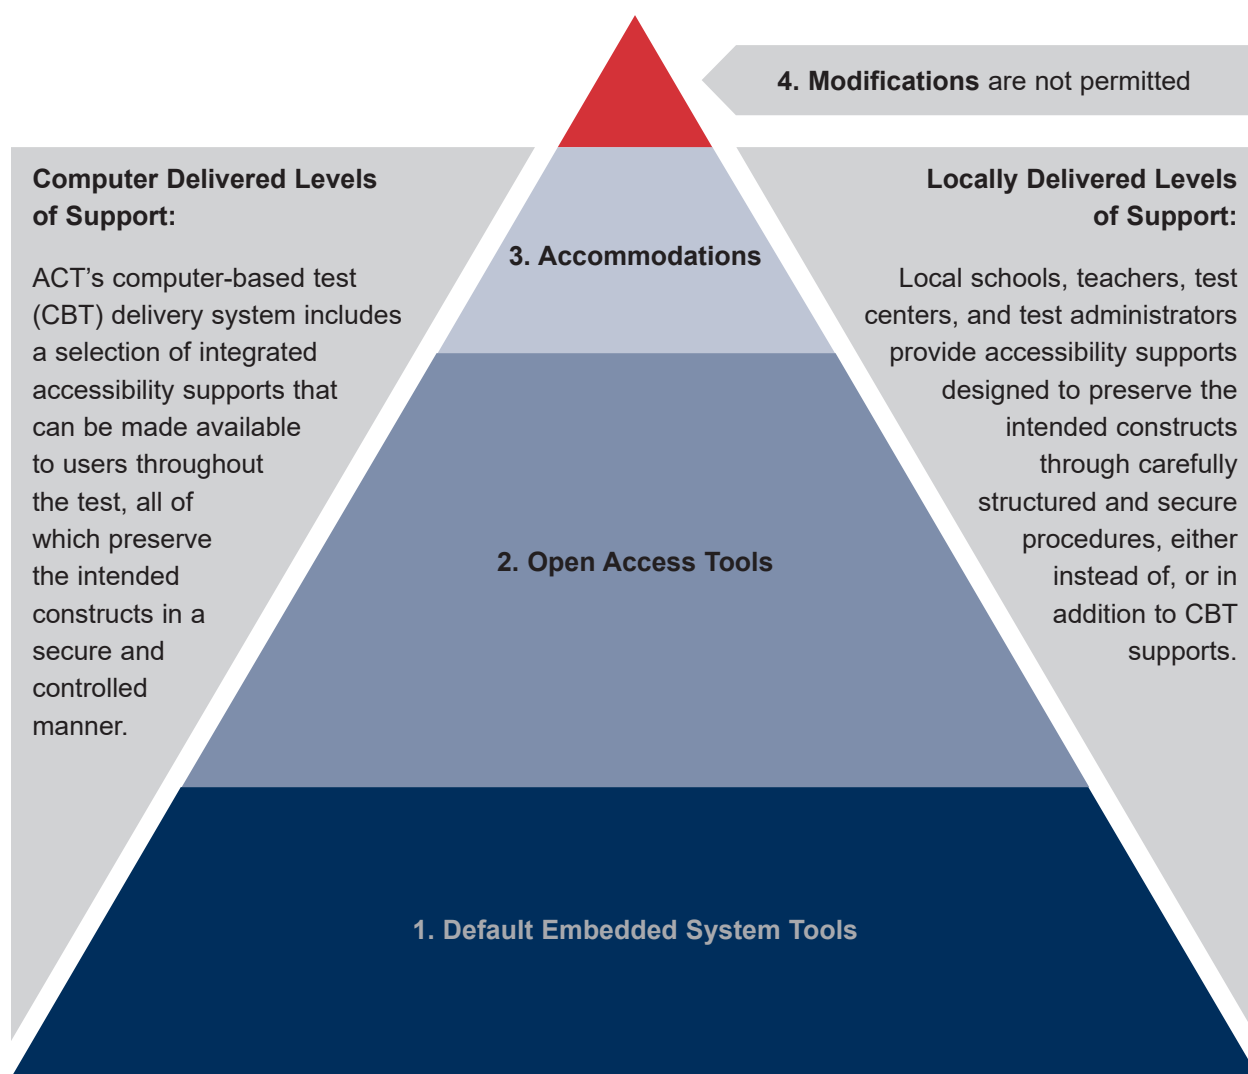 4. Modifications are not permitted
Computer Delivered Levels
of Support:
ACT’s computer-based test
(CBT) delivery system includes
a selection of integrated
accessibility supports that
can be made available
to users throughout
the test, all of
which preserve
the intended
constructs in a
secure and
controlled
manner.
Locally Delivered Levels
of Support:
Local schools, teachers, test
centers, and test administrators
provide accessibility supports
designed to preserve the
intended constructs
through carefully
structured and secure
procedures, either
instead of, or in
addition to CBT
supports.
3. Accommodations
2. Open Access Tools
1. Default Embedded System Tools